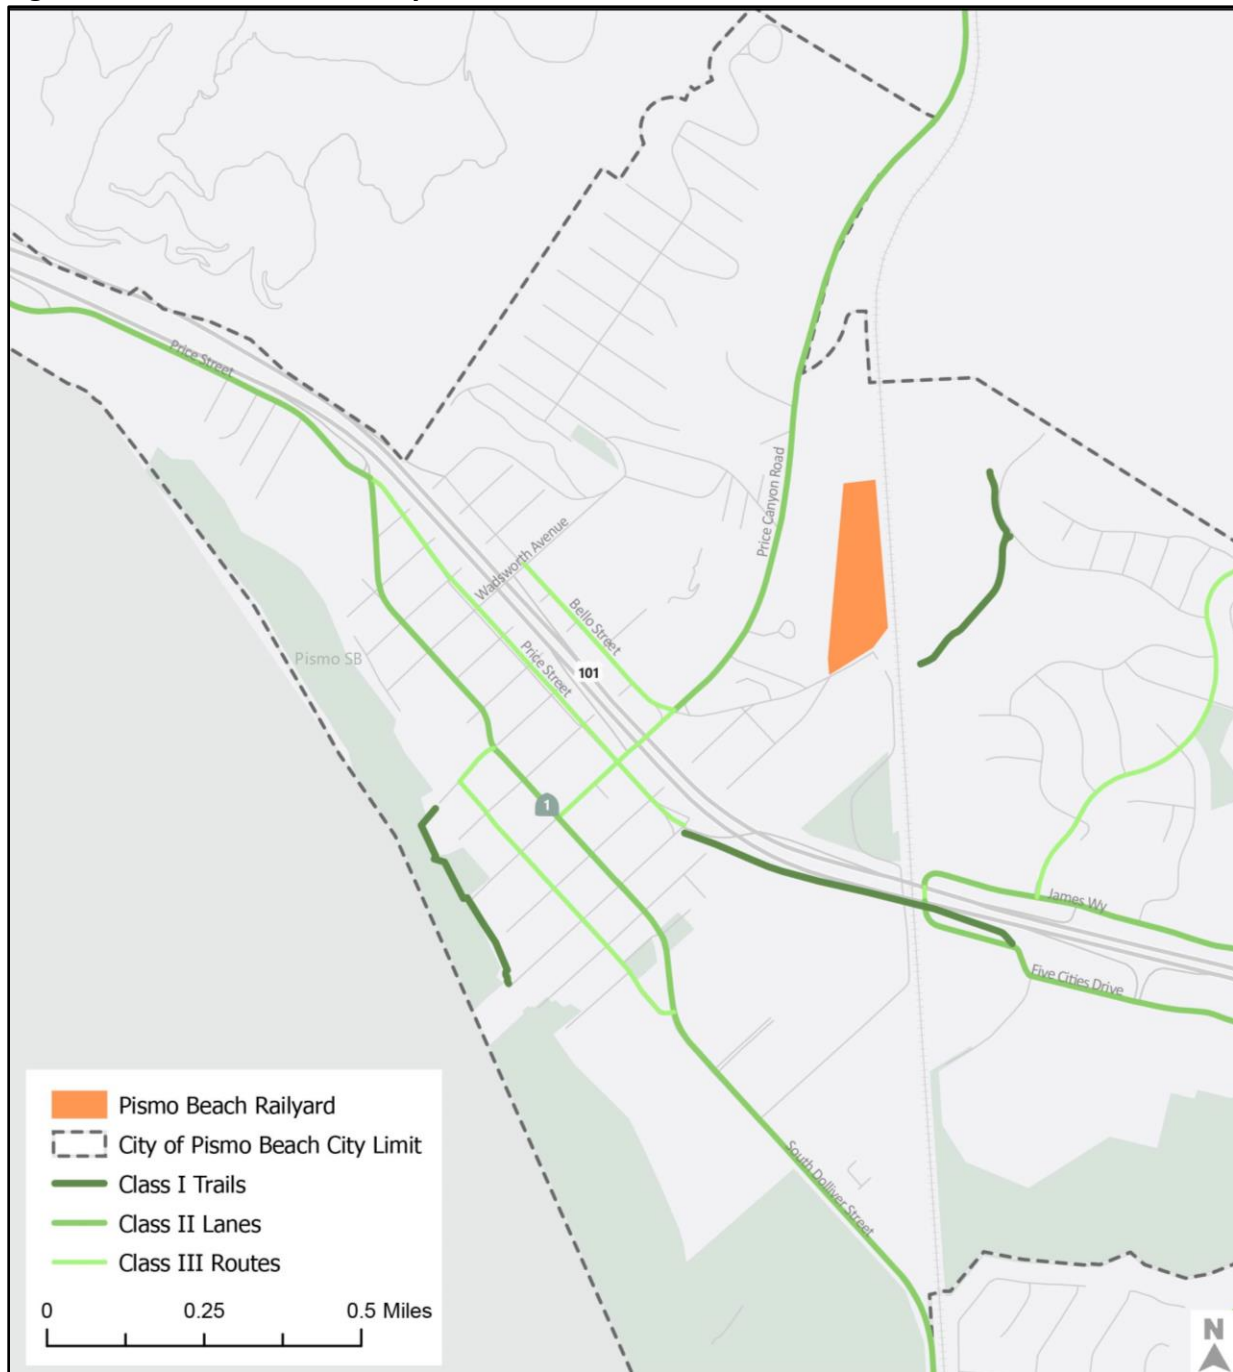 Price Street
Price Canyon Road
Wadsworth Avenue
Bello Street
Pismo SB
Price Street
101
1
James Wy
Five Cities Drive
South Dolliver Street
Pismo Beach Railyard
City of Pismo Beach City Limit
Class I Trails
Class II Lanes
Class III Routes
0 0.25 0.5 Miles
N